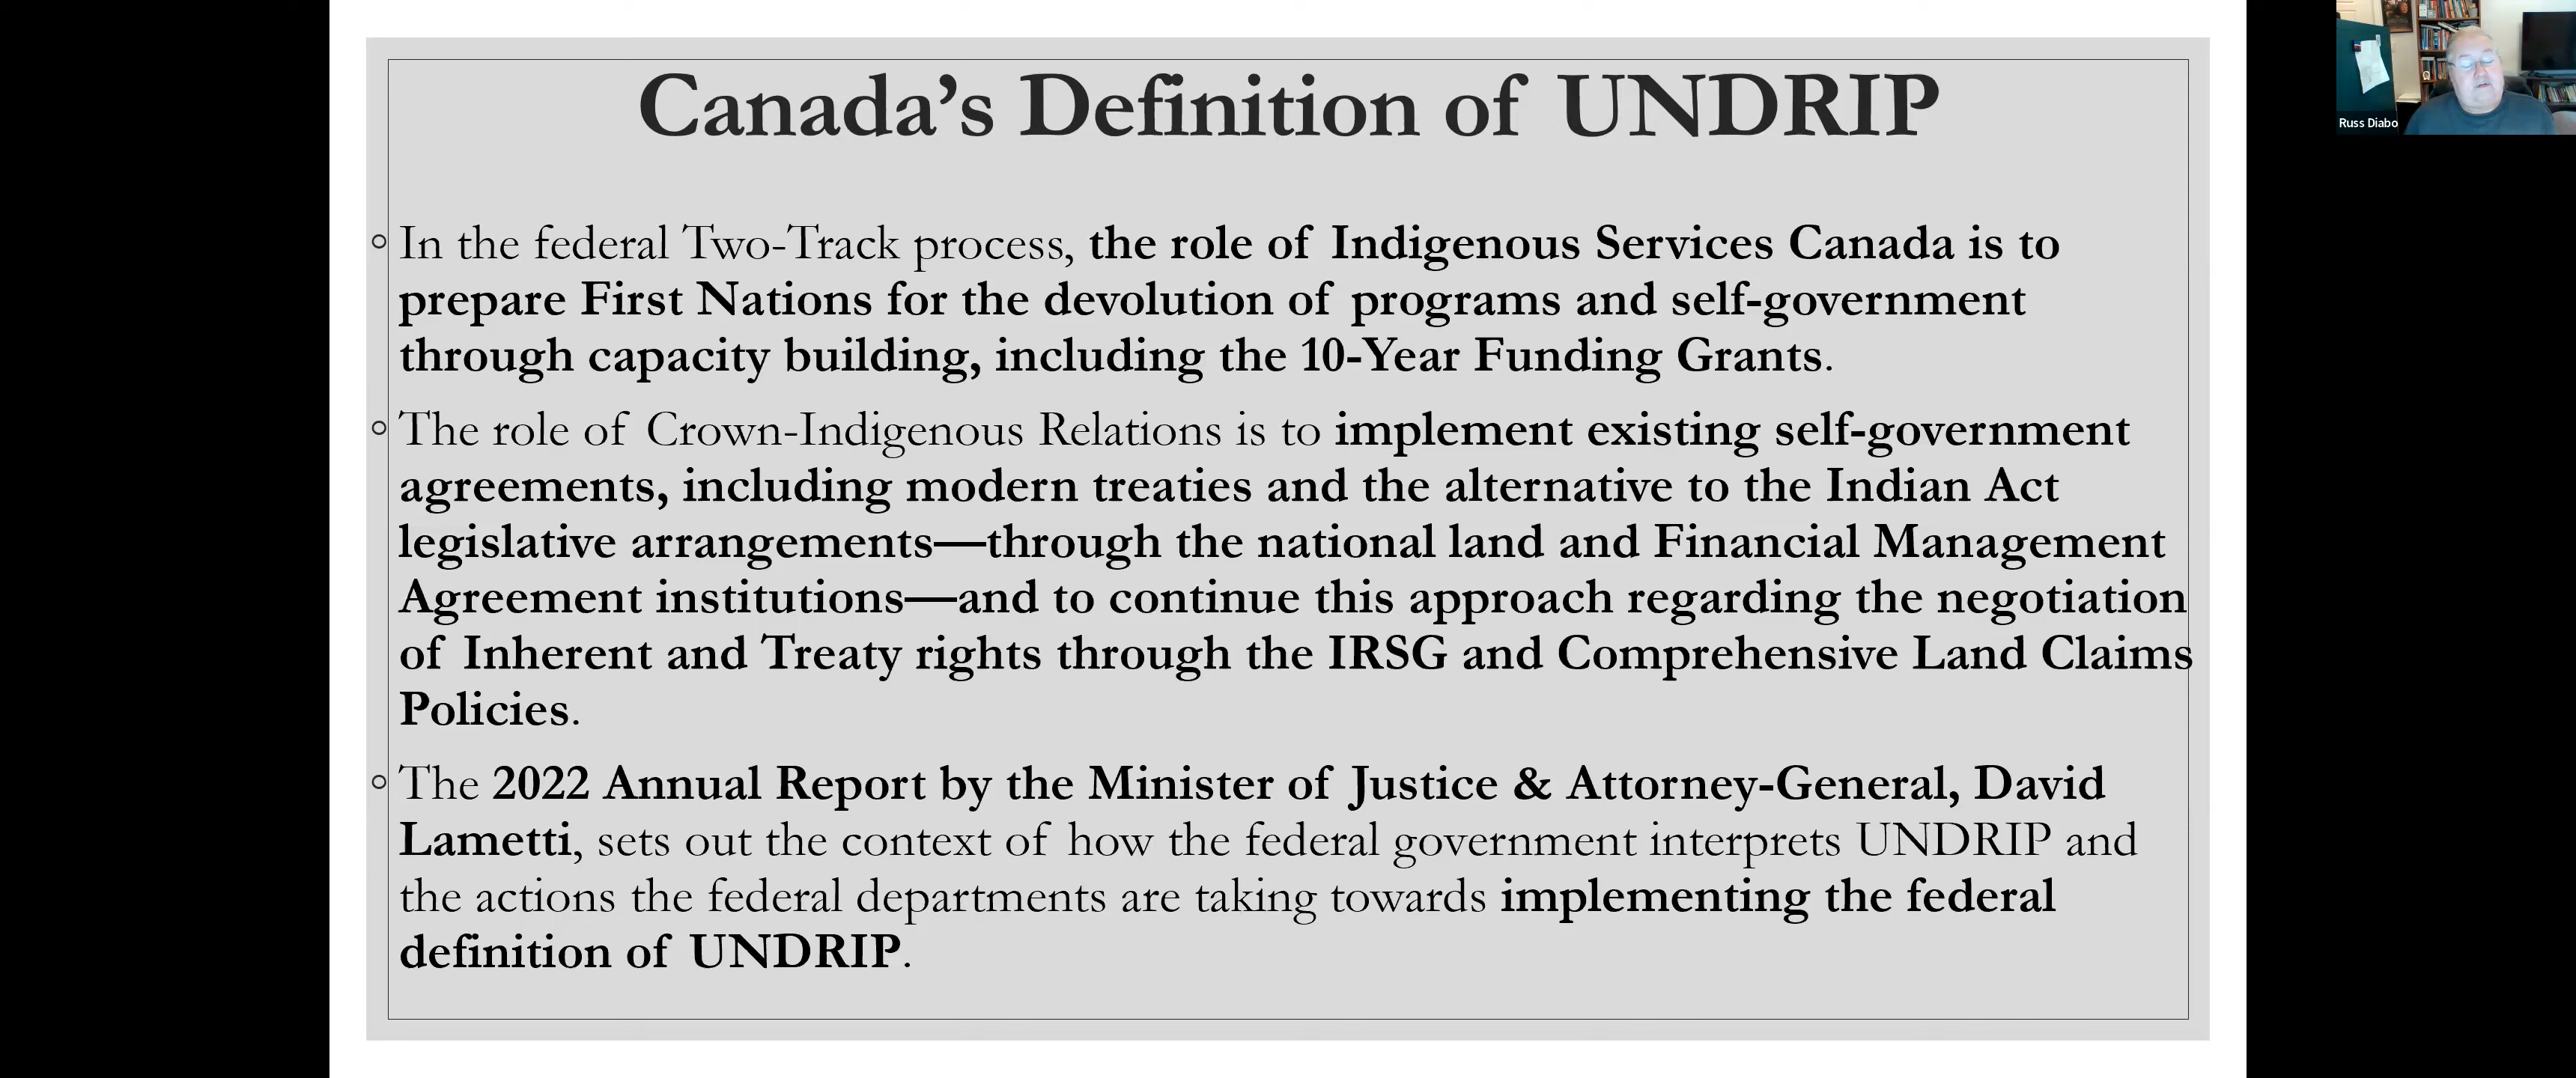 Canada's Definition of UNDRIP
In the federal Two-Track process, the role of Indigenous Services Canada is to
prepare First Nations for the devolution of programs and self-government
through capacity building, including the 10-Year Funding Grants.
The role of Crown-Indigenous Relations is to implement existing self-government
agreements, including modern treaties and the alternative to the Indian Act
legislative arrangements—through the national land and Financial Management
Agreement institutions—and to continue this approach regarding the negotiation
of Inherent and Treaty rights through the IRSG and Comprehensive Land Claims
Policies.
The 2022 Annual Report by the Minister of Justice & Attorney-General, David
Lametti, sets out the context of how the federal government interprets UNDRIP and
the actions the federal departments are taking towards implementing the federal
definition of UNDRIP.
Russ Diabo